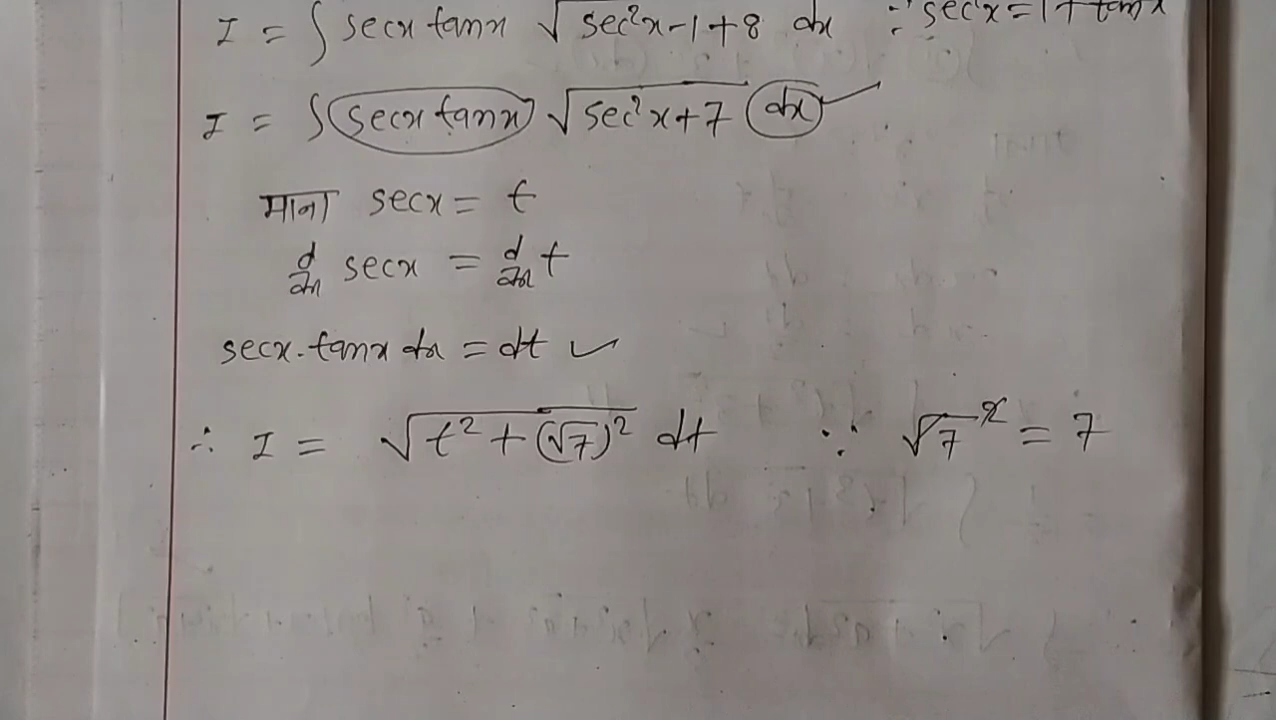 I = ∫ secx tanx √sec²x-1+8 dx ∵ sec²x = 1 + tan²x
I = ∫ secx tanx √sec²x+7 dx
माना secx = t
d/dx secx = d/dx t
secx.tanx dx = dt
∴ I = √t²+(√7)² dt ∵ √7² = 7